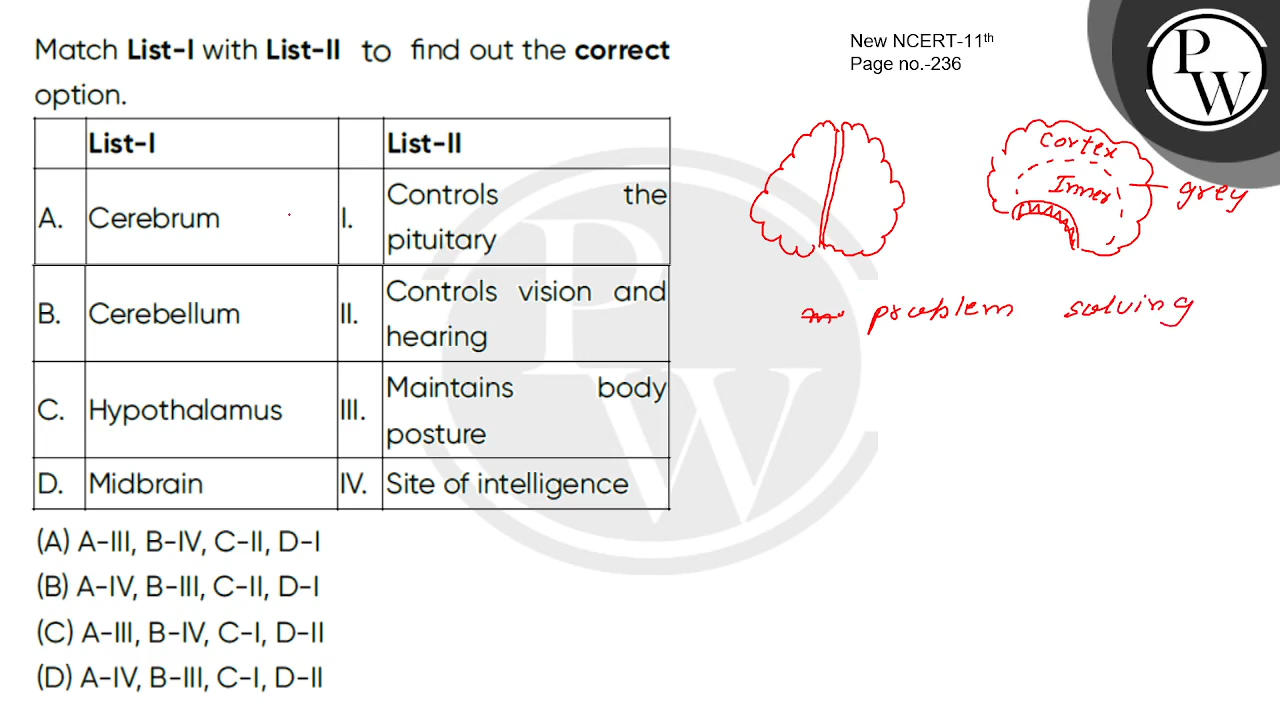 Match List-I with List-II to find out the correct
option.
List-I List-II
A. Cerebrum I. Controls the
pituitary
B. Cerebellum II. Controls vision and
hearing
C. Hypothalamus III. Maintains body
posture
D. Midbrain IV. Site of intelligence
(A) A-III, B-IV, C-II, D-I
(B) A-IV, B-III, C-II, D-I
(C) A-III, B-IV, C-I, D-II
(D) A-IV, B-III, C-I, D-II
New NCERT-11th
Page no.-236
P
W
Cortex
Inner
grey
problem solving
P
W